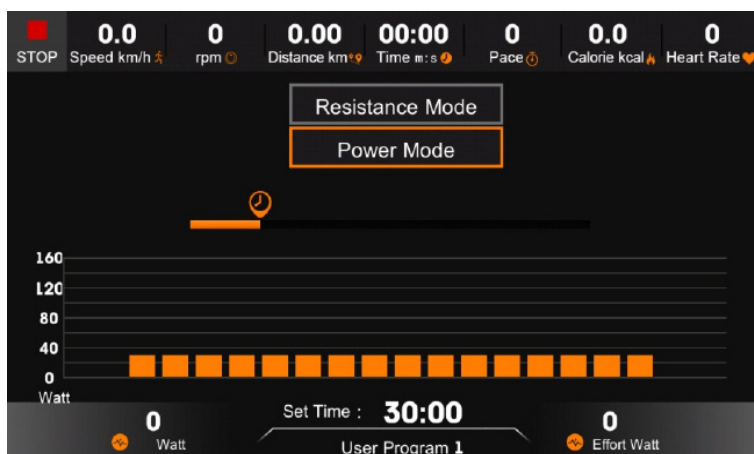 0.0 0 0.00 00:00 0 0.0 0
STOP Speed km/h rpm Distance km Time m:s Pace Calorie kcal Heart Rate
Resistance Mode
Power Mode
160
120
80
40
0
Watt
0 Set Time : 30:00 0
Watt User Program 1 Effort Watt